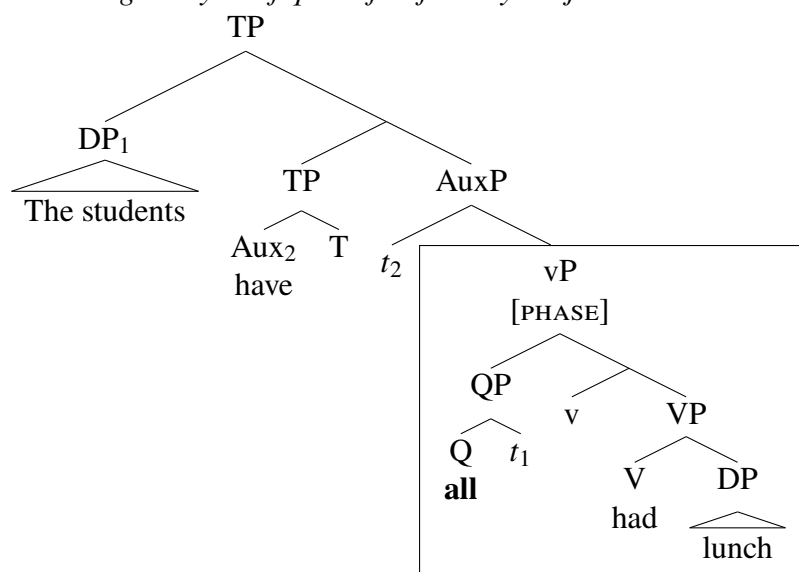 TP
DP1
TP AuxP
The students
Aux2 T t2 vP
have
[PHASE]
QP
v VP
Q t1
all V DP
had
lunch